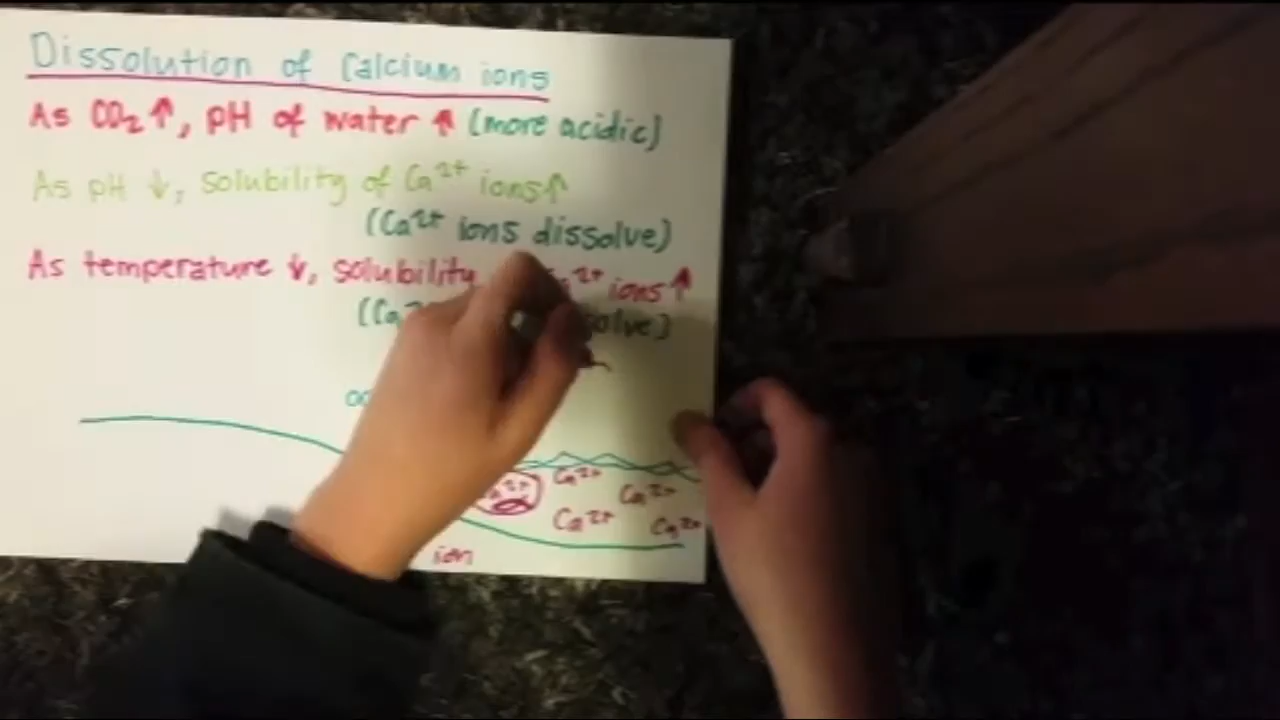 Dissolution of Calcium ions
As CO₂ ↑, pH of water ↑ (more acidic)
As pH ↓, solubility of Ca²⁺ ions ↑
(Ca²⁺ ions dissolve)
As temperature ↓, solubility Ca²⁺ ions ↑
Ca²⁺
Ca²⁺
Ca²⁺
Ca²⁺ Ca²⁺
ion